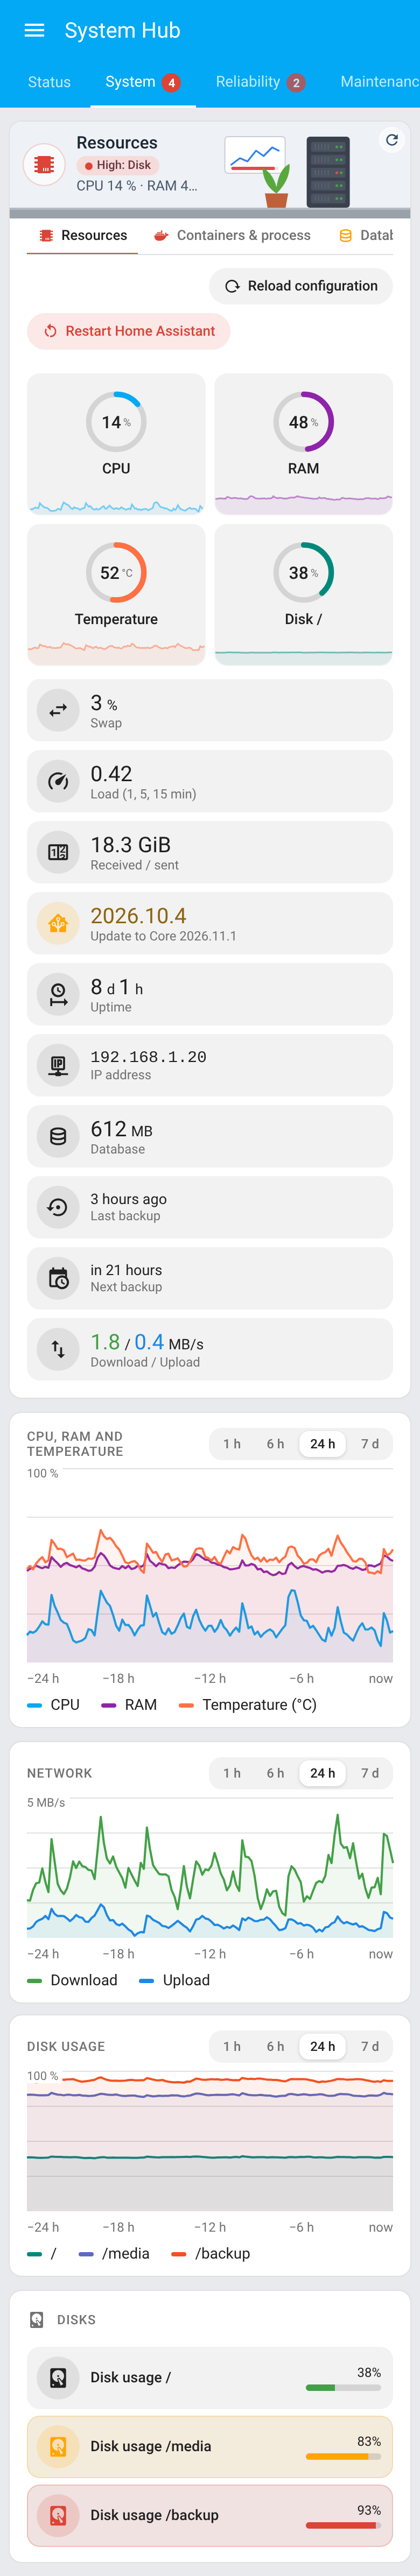 System Hub
Status
System 4
Reliability 2
Maintenanc
Resources
High: Disk
CPU 14 % · RAM 4...
Resources
Containers & process
Datab
Reload configuration
Restart Home Assistant
14 %
CPU
48 %
RAM
52 °C
Temperature
38 %
Disk /
3 %
Swap
0.42
Load (1, 5, 15 min)
18.3 GiB
Received / sent
2026.10.4
Update to Core 2026.11.1
8 d 1 h
Uptime
IP
192.168.1.20
IP address
612 MB
Database
3 hours ago
Last backup
in 21 hours
Next backup
1.8 / 0.4 MB/s
Download / Upload
CPU, RAM AND
TEMPERATURE
1 h 6 h 24 h 7 d
100 %
−24 h −18 h −12 h −6 h now
CPU RAM Temperature (°C)
NETWORK
1 h 6 h 24 h 7 d
5 MB/s
−24 h −18 h −12 h −6 h now
Download Upload
DISK USAGE
1 h 6 h 24 h 7 d
100 %
−24 h −18 h −12 h −6 h now
/ /media /backup
DISKS
Disk usage / 38%
Disk usage /media 83%
Disk usage /backup 93%